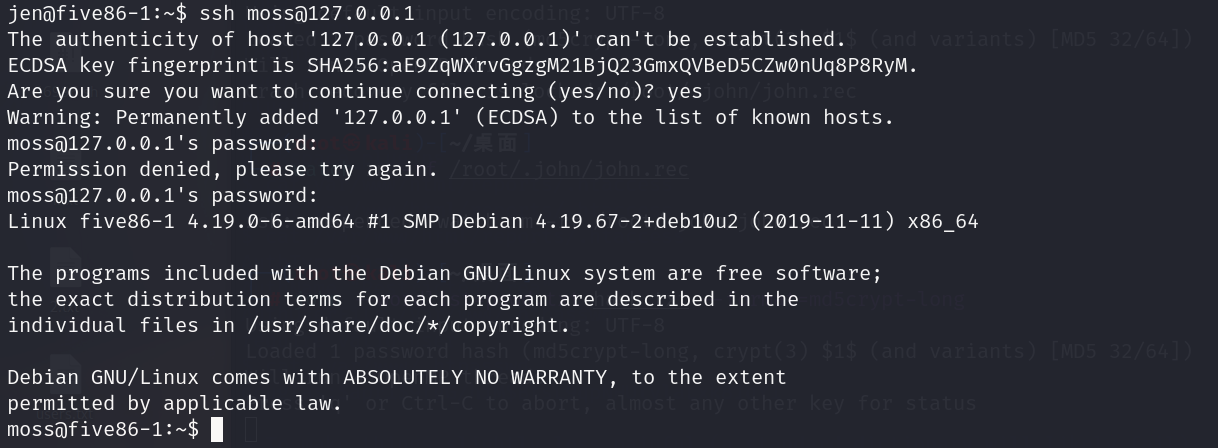 jen@five86-1:~$ ssh moss@127.0.0.1
The authenticity of host '127.0.0.1 (127.0.0.1)' can't be established.
ECDSA key fingerprint is SHA256:aE9ZqWXrvGgzgM21BjQ23GmxQVBeD5CZw0nUq8P8RyM.
Are you sure you want to continue connecting (yes/no)? yes
Warning: Permanently added '127.0.0.1' (ECDSA) to the list of known hosts.
moss@127.0.0.1's password:
Permission denied, please try again.
moss@127.0.0.1's password:
Linux five86-1 4.19.0-6-amd64 #1 SMP Debian 4.19.67-2+deb10u2 (2019-11-11) x86_64

The programs included with the Debian GNU/Linux system are free software;
the exact distribution terms for each program are described in the
individual files in /usr/share/doc/*/copyright.

Debian GNU/Linux comes with ABSOLUTELY NO WARRANTY, to the extent
permitted by applicable law.
moss@five86-1:~$